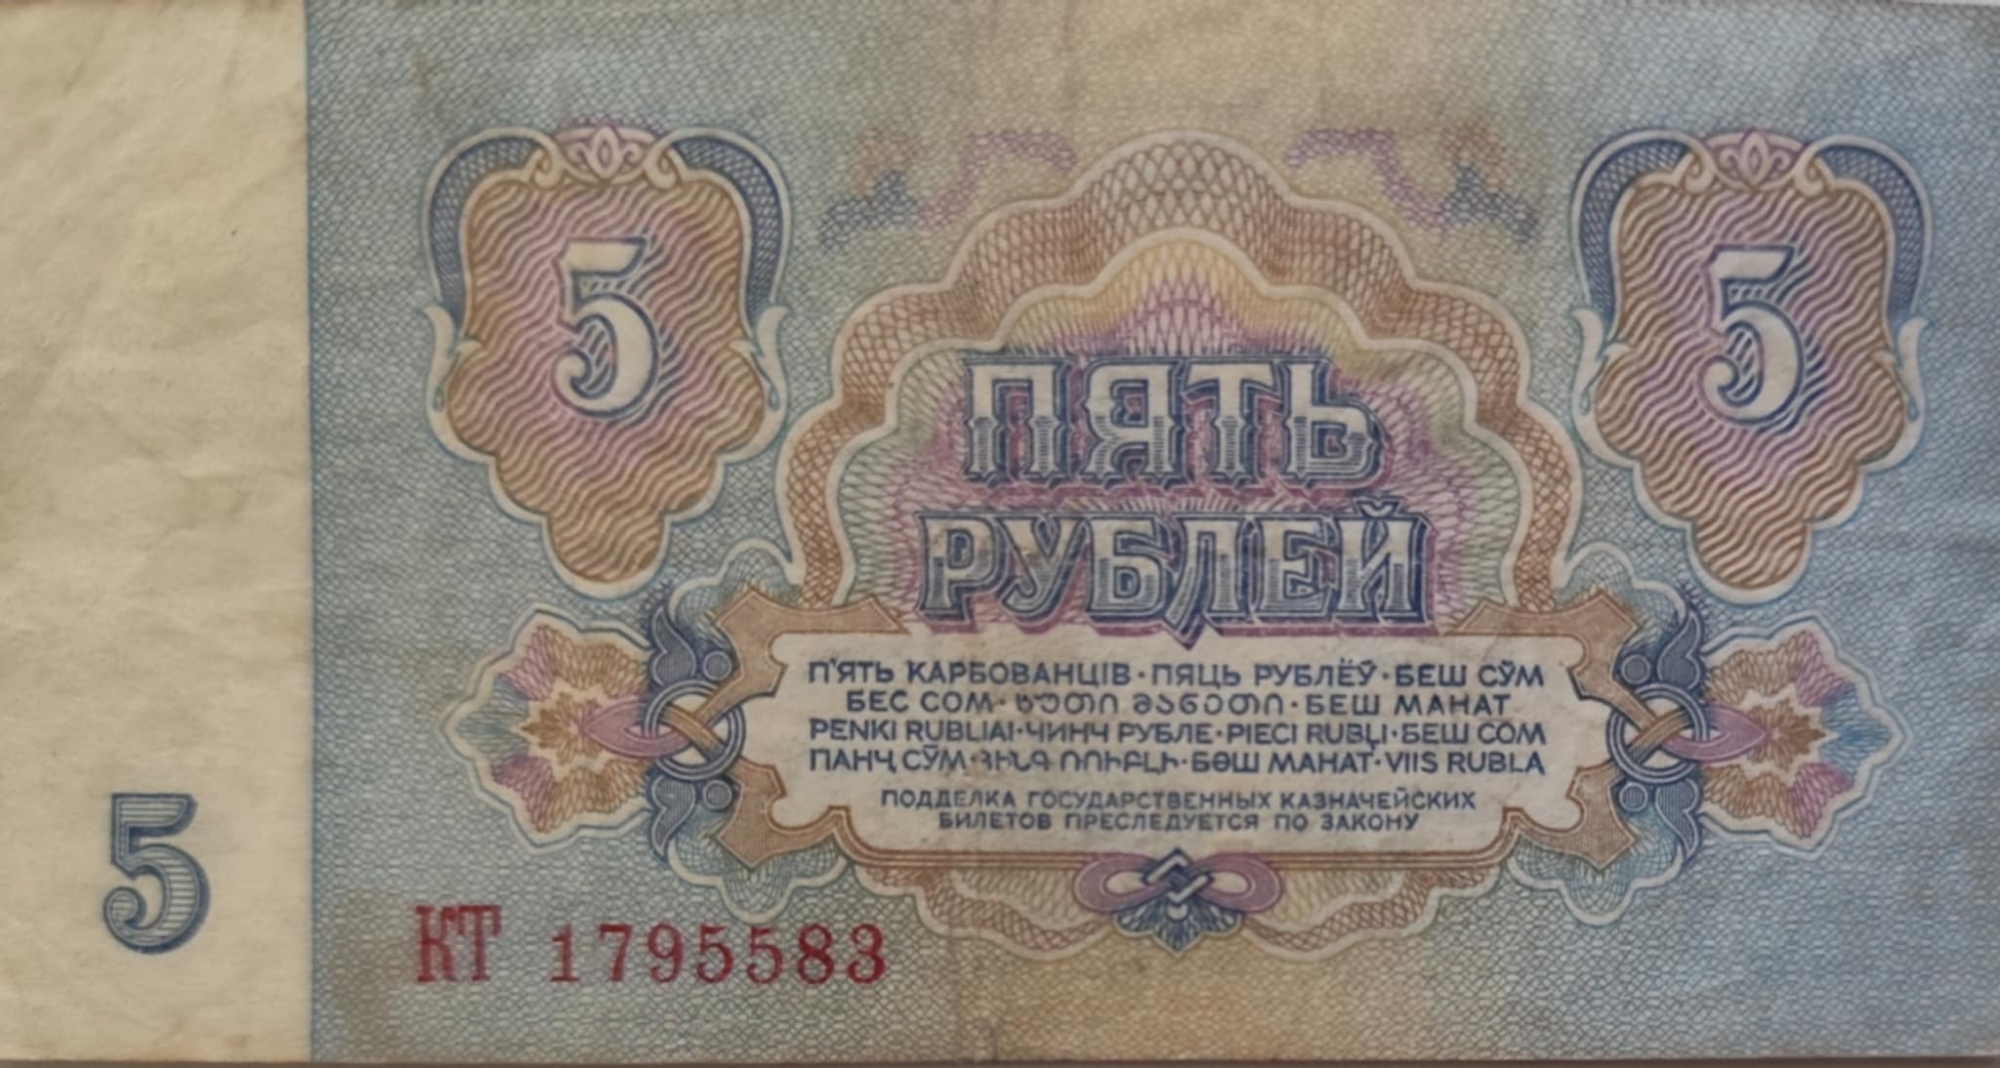 5
5
ПЯТЬ
РУБЛЕЙ
П'ЯТЬ КАРБОВАНЦІВ · ПЯЦЬ РУБЛЁЎ · БЕШ СЎМ
БЕС СОМ · ᲮᲣᲗᲘ ᲛᲐᲜᲔᲗᲘ · БЕШ МАНАТ
PENKI RUBLIAI · ЧИНЧ РУБЛЕ · PIECI RUBĻI · БЕШ СОМ
ПАНҶ СӮМ · ՀԻՆԳ ՌՈՒԲԼԻ · БӘШ МАНАТ · VIIS RUBLA
ПОДДЕЛКА ГОСУДАРСТВЕННЫХ КАЗНАЧЕЙСКИХ
БИЛЕТОВ ПРЕСЛЕДУЕТСЯ ПО ЗАКОНУ
5
КТ 1795583